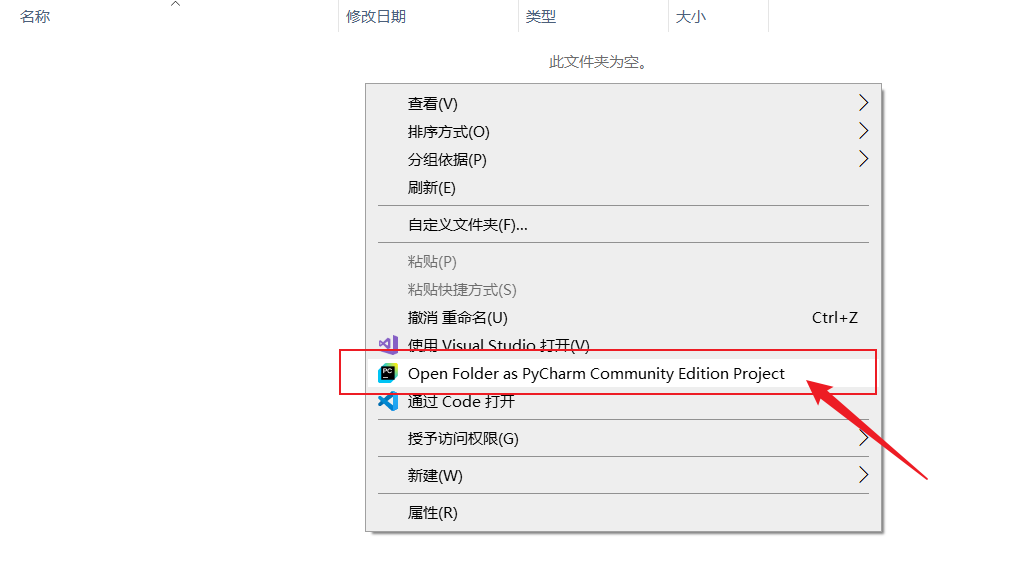 名称 修改日期 类型 大小
此文件夹为空。
查看(V)
排序方式(O)
分组依据(P)
刷新(E)
自定义文件夹(F)...
粘贴(P)
粘贴快捷方式(S)
撤消 重命名(U) Ctrl+Z
使用 Visual Studio 打开(V)
PC Open Folder as PyCharm Community Edition Project
通过 Code 打开
授予访问权限(G)
新建(W)
属性(R)